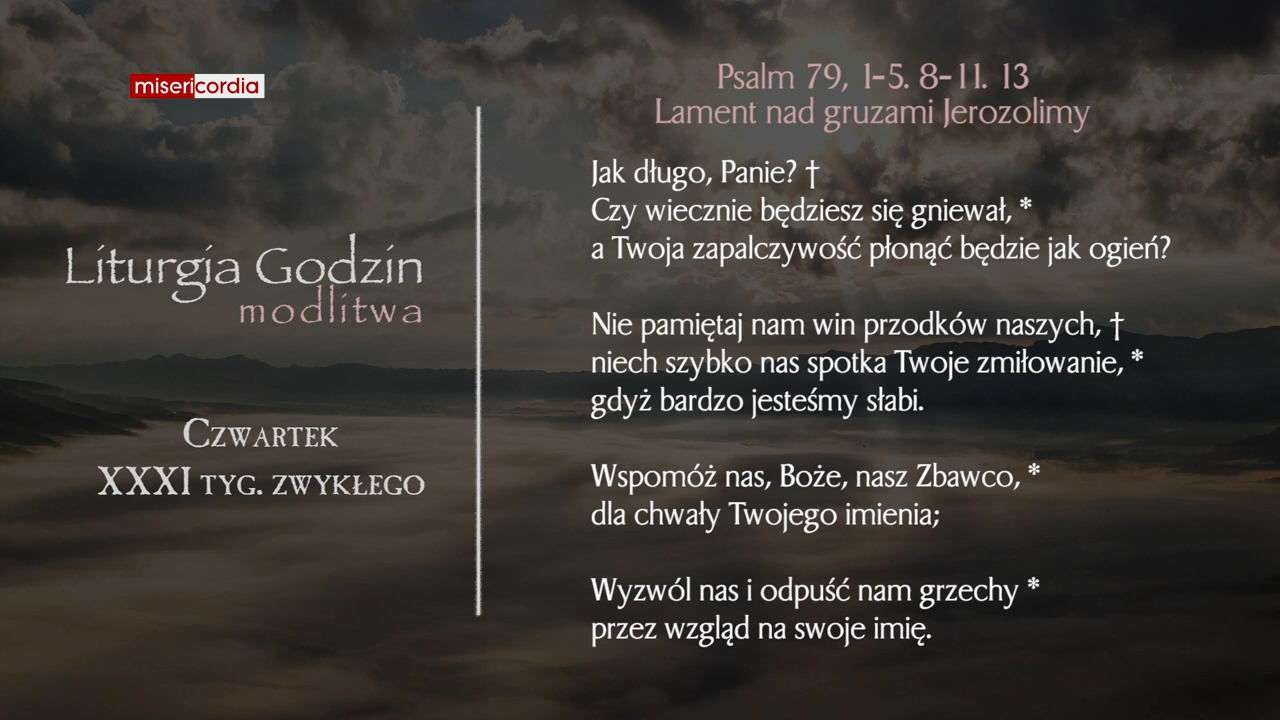 misericordia
Liturgia Godzin
modlitwa
Czwartek
XXXI tyg. zwykłego
Psalm 79, 1-5. 8-11. 13
Lament nad gruzami Jerozolimy
Jak długo, Panie? †
Czy wiecznie będziesz się gniewał, *
a Twoja zapalczywość płonąć będzie jak ogień?
Nie pamiętaj nam win przodków naszych, †
niech szybko nas spotka Twoje zmiłowanie, *
gdyż bardzo jesteśmy słabi.
Wspomóż nas, Boże, nasz Zbawco, *
dla chwały Twojego imienia;
Wyzwól nas i odpuść nam grzechy *
przez wzgląd na swoje imię.